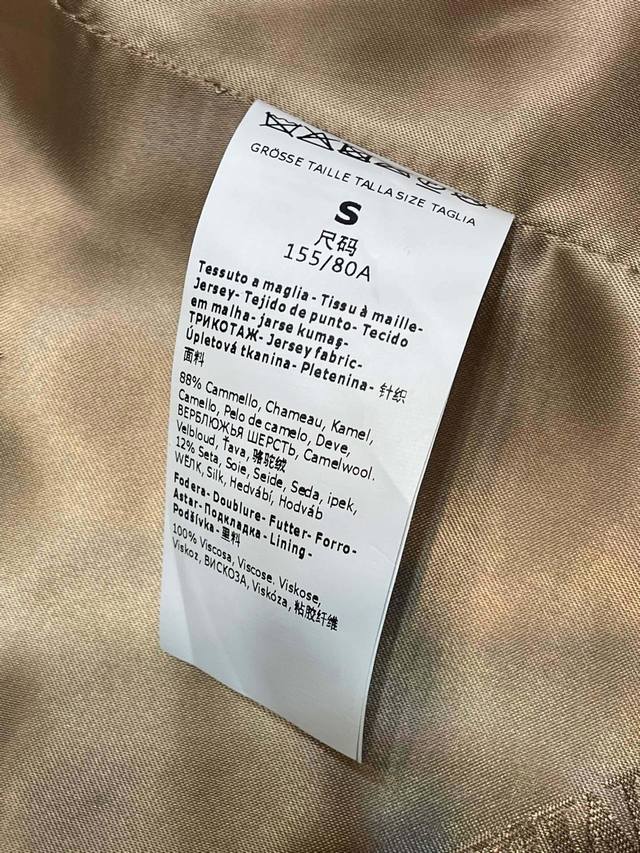 GRÖSSE TAILLE TALLA SIZE TAGLIA
S
尺码
155/80A
Tessuto a maglia- Tissu à maille-
Jersey- Tejido de punto- Tecido
em malha- jarse kumaş-
ТРИКОТАЖ- Jersey fabric-
Úpletová tkanina- Pletenina- 针织
面料
88% Cammello, Chameau, Kamel,
Camello, Pelo de camelo, Deve,
ВЕРБЛЮЖЬЯ ШЕРСТЬ, Camelwool.
Velbloud, Ťava, 骆驼绒
12% Seta, Soie, Seide, Seda, ipek,
WЁЛК, Silk, Hedvábí, Hodváb
Fodera- Doublure- Futter- Forro-
Astar- Подкладка- Lining-
Podšívka- 里料
100% Viscosa, Viscose. Viskose,
Viskoz, ВИСКОЗА, Viskóza, 粘胶纤维